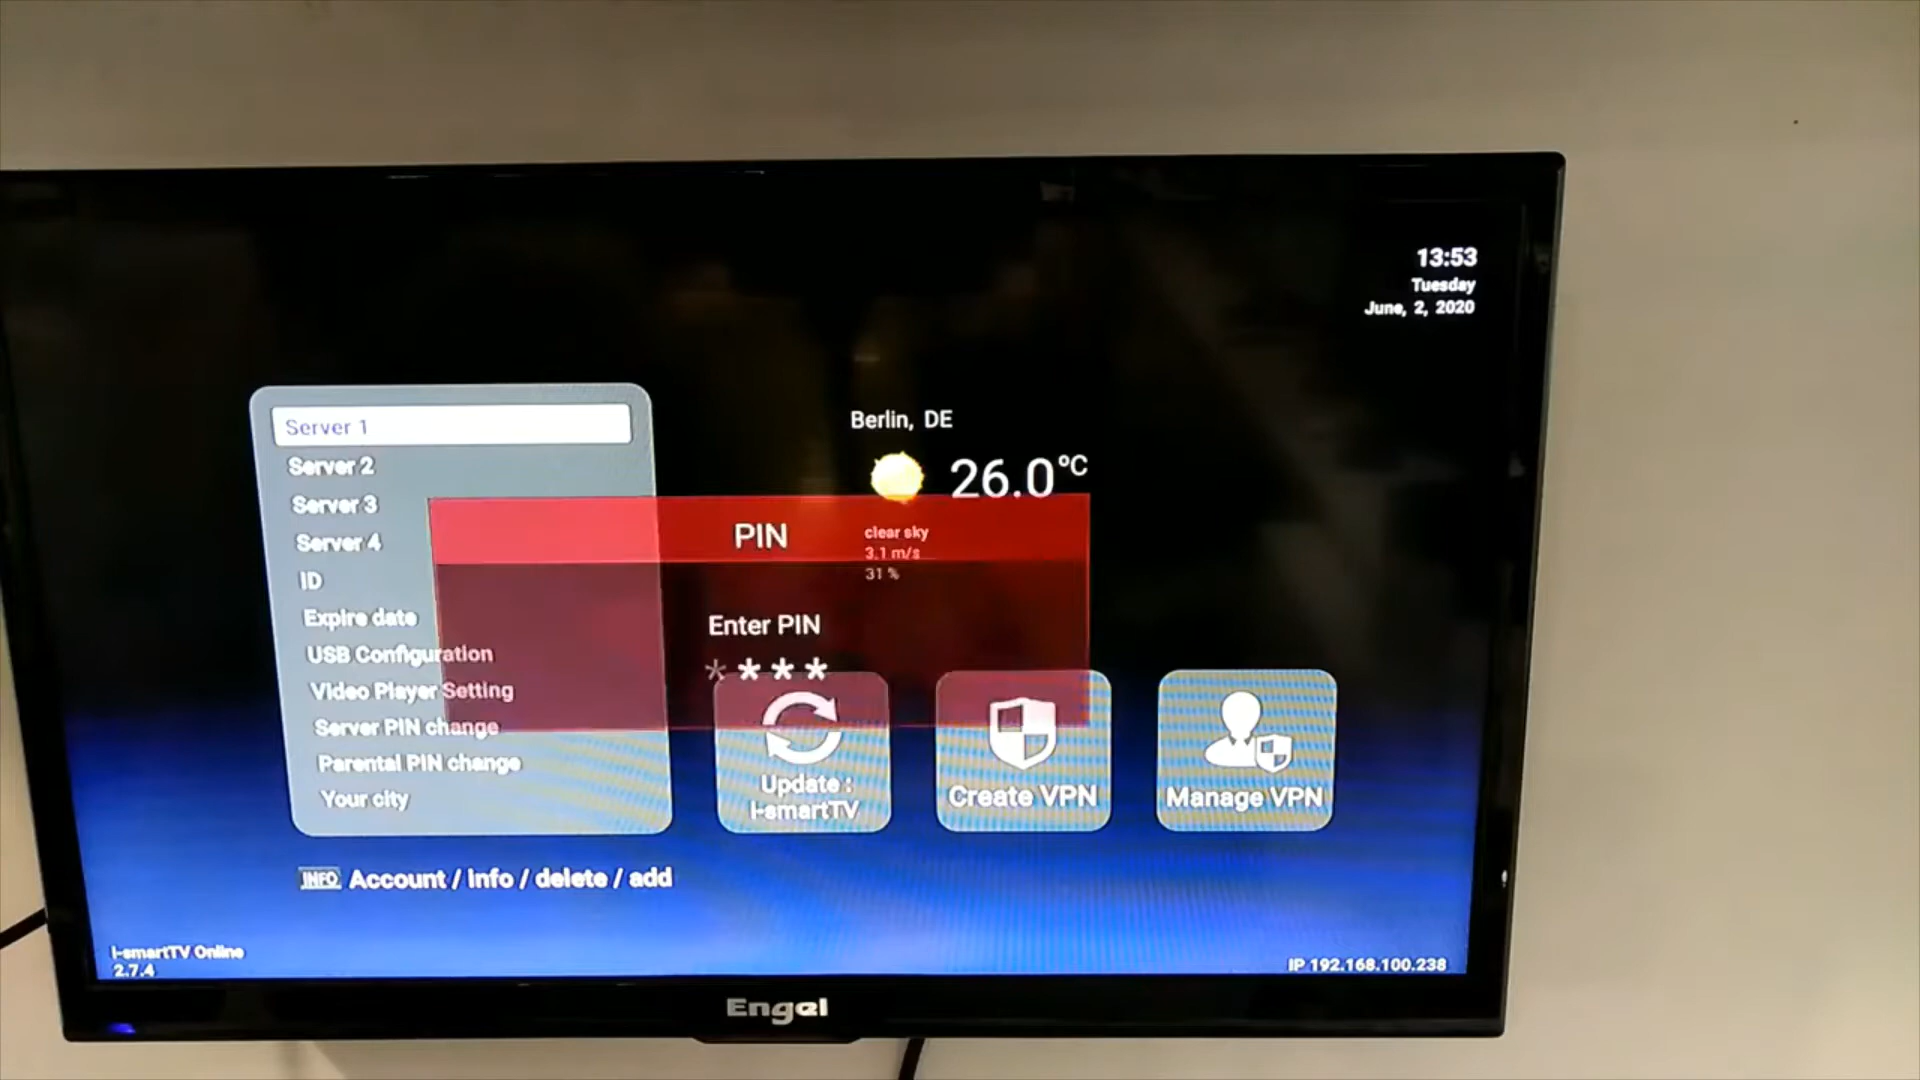 13:53
Tuesday
June, 2, 2020
Server 1
Server 2
Server 3
Server 4
ID
Expire date
USB Configuration
Video Player Setting
Server PIN change
Parental PIN change
Your city
Berlin, DE
26.0°C
clear sky
3.1 m/s
31 %
PIN
Enter PIN
* * * *
Update :
I-smartTV
Create VPN
Manage VPN
INFO Account / info / delete / add
I-smartTV Online
2.7.4
IP 192.168.100.238
Engel